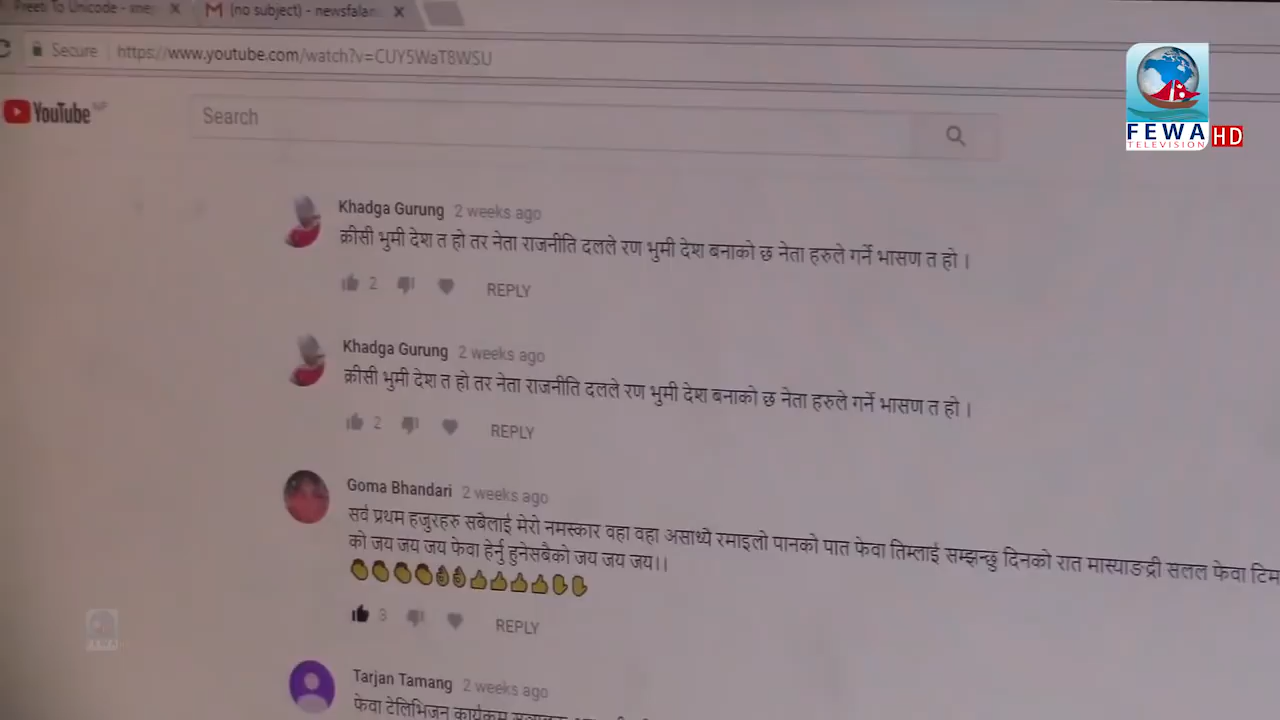 Preeti To Unicode -
(no subject) - newsfala
Secure https://www.youtube.com/watch?v=CUY5WaT8WSU
YouTube NP
Search
FEWA HD
TELEVISION
Khadga Gurung 2 weeks ago
क्रीसी भुमी देश त हो तर नेता राजनीति दलले रण भुमी देश बनाको छ नेता हरुले गर्ने भासण त हो ।
2 REPLY
Khadga Gurung 2 weeks ago
क्रीसी भुमी देश त हो तर नेता राजनीति दलले रण भुमी देश बनाको छ नेता हरुले गर्ने भासण त हो ।
2 REPLY
Goma Bhandari 2 weeks ago
सर्व प्रथम हजुरहरु सबैलाई मेरो नमस्कार वहा वहा असाध्ये रमाइलो पानको पात फेवा तिम्लाई सम्झन्छु दिनको रात मास्याङद्री सलल फेवा टिम
को जय जय जय फेवा हेर्नु हुनेसबैको जय जय जय।।
3 REPLY
FEWA
Tarjan Tamang 2 weeks ago
फेवा टेलिभिजन कार्यक्रम